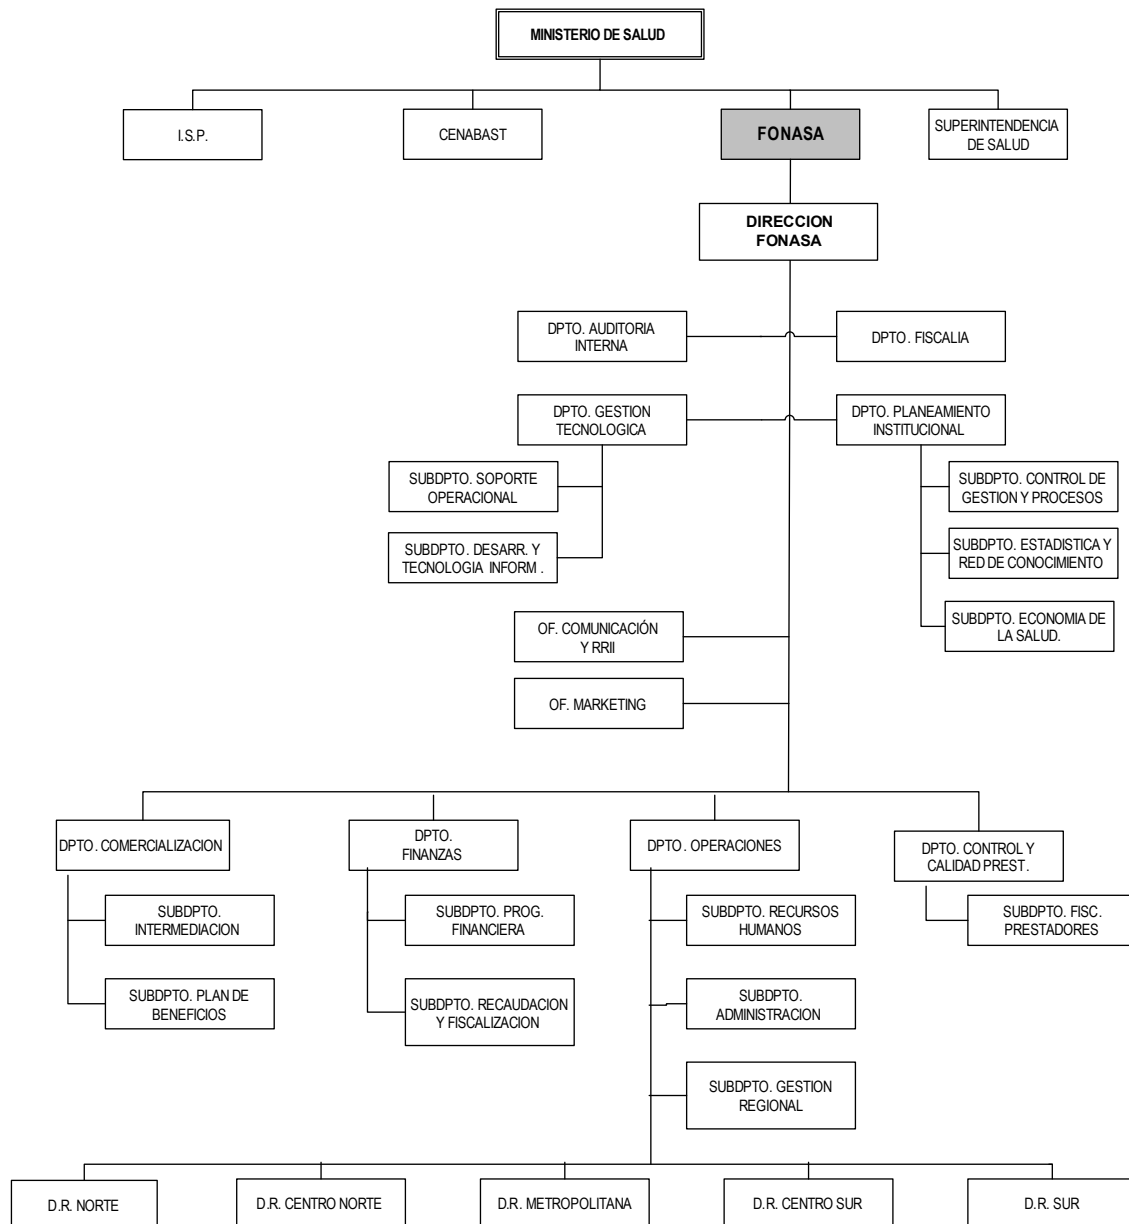 MINISTERIO DE SALUD
I.S.P.
CENABAST
FONASA
SUPERINTENDENCIA
DE SALUD
DIRECCION
FONASA
DPTO. AUDITORIA
INTERNA
DPTO. FISCALIA
DPTO. GESTION
TECNOLOGICA
DPTO. PLANEAMIENTO
INSTITUCIONAL
SUBDPTO. SOPORTE
OPERACIONAL
SUBDPTO. CONTROL DE
GESTION Y PROCESOS
SUBDPTO. DESARR. Y
TECNOLOGIA INFORM.
SUBDPTO. ESTADISTICA Y
RED DE CONOCIMIENTO
SUBDPTO. ECONOMIA DE
LA SALUD.
OF. COMUNICACIÓN
Y RRII
OF. MARKETING
DPTO. COMERCIALIZACION
DPTO.
FINANZAS
DPTO. OPERACIONES
DPTO. CONTROL Y
CALIDAD PREST.
SUBDPTO.
INTERMEDIACION
SUBDPTO. PROG.
FINANCIERA
SUBDPTO. RECURSOS
HUMANOS
SUBDPTO. FISC.
PRESTADORES
SUBDPTO. PLAN DE
BENEFICIOS
SUBDPTO. RECAUDACION
Y FISCALIZACION
SUBDPTO.
ADMINISTRACION
SUBDPTO. GESTION
REGIONAL
D.R. NORTE
D.R. CENTRO NORTE
D.R. METROPOLITANA
D.R. CENTRO SUR
D.R. SUR